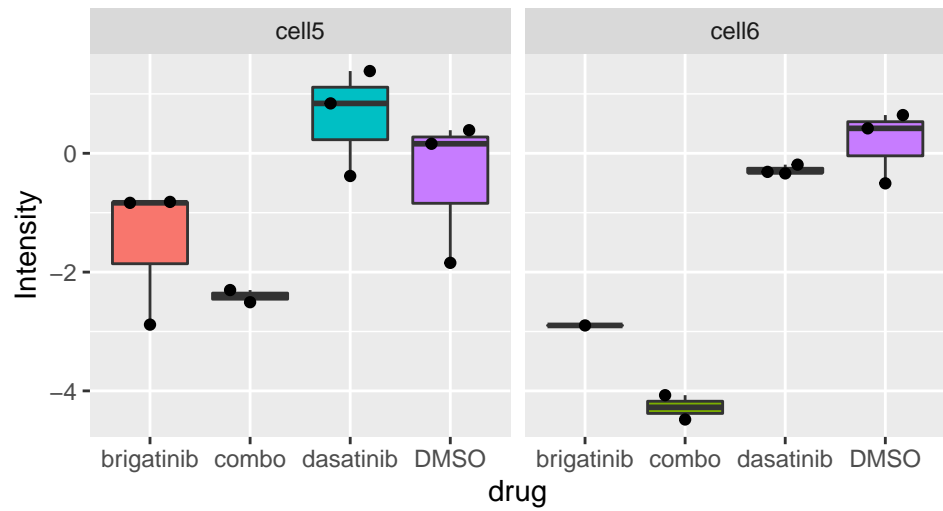 cell5 cell6
Intensity
0
−2
−4
brigatinib combo dasatinib DMSO brigatinib combo dasatinib DMSO
drug